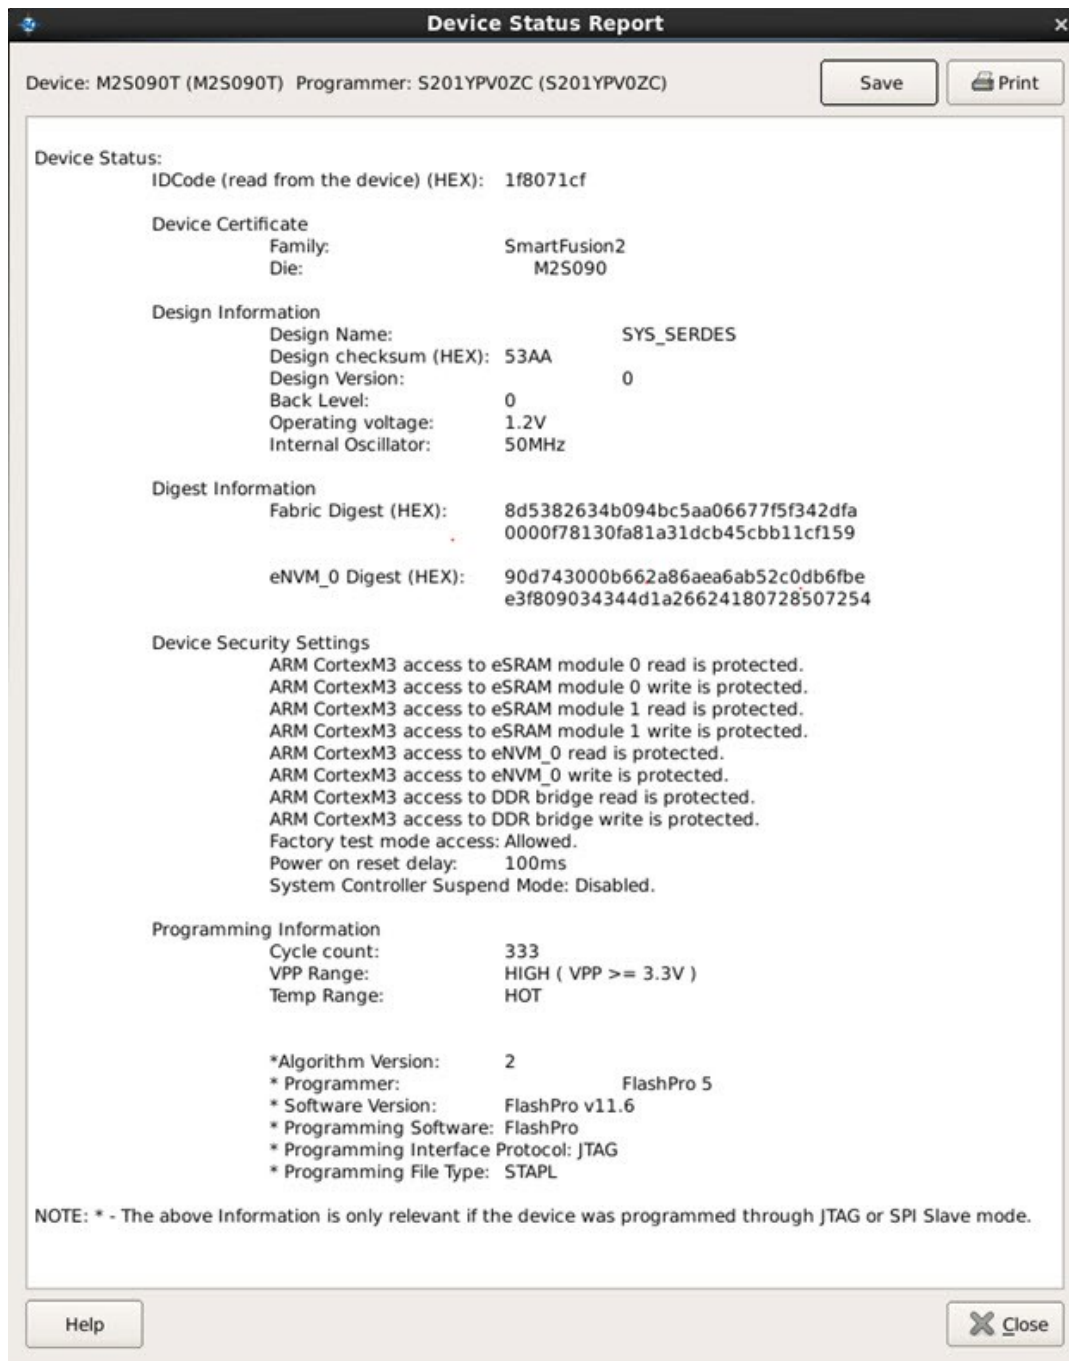 Device Status Report
Device: M2S090T (M2S090T) Programmer: S201YPV0ZC (S201YPV0ZC)
Save
Print
Device Status:
IDCode (read from the device) (HEX): 1f8071cf
Device Certificate
Family: SmartFusion2
Die: M2S090
Design Information
Design Name: SYS_SERDES
Design checksum (HEX): 53AA
Design Version: 0
Back Level: 0
Operating voltage: 1.2V
Internal Oscillator: 50MHz
Digest Information
Fabric Digest (HEX): 8d5382634b094bc5aa06677f5f342dfa
0000f78130fa81a31dcb45cbb11cf159
eNVM_0 Digest (HEX): 90d743000b662a86aea6ab52c0db6fbe
e3f809034344d1a26624180728507254
Device Security Settings
ARM CortexM3 access to eSRAM module 0 read is protected.
ARM CortexM3 access to eSRAM module 0 write is protected.
ARM CortexM3 access to eSRAM module 1 read is protected.
ARM CortexM3 access to eSRAM module 1 write is protected.
ARM CortexM3 access to eNVM_0 read is protected.
ARM CortexM3 access to eNVM_0 write is protected.
ARM CortexM3 access to DDR bridge read is protected.
ARM CortexM3 access to DDR bridge write is protected.
Factory test mode access: Allowed.
Power on reset delay: 100ms
System Controller Suspend Mode: Disabled.
Programming Information
Cycle count: 333
VPP Range: HIGH ( VPP >= 3.3V )
Temp Range: HOT
*Algorithm Version: 2
* Programmer: FlashPro 5
* Software Version: FlashPro v11.6
* Programming Software: FlashPro
* Programming Interface Protocol: JTAG
* Programming File Type: STAPL
NOTE: * - The above Information is only relevant if the device was programmed through JTAG or SPI Slave mode.
Help
Close